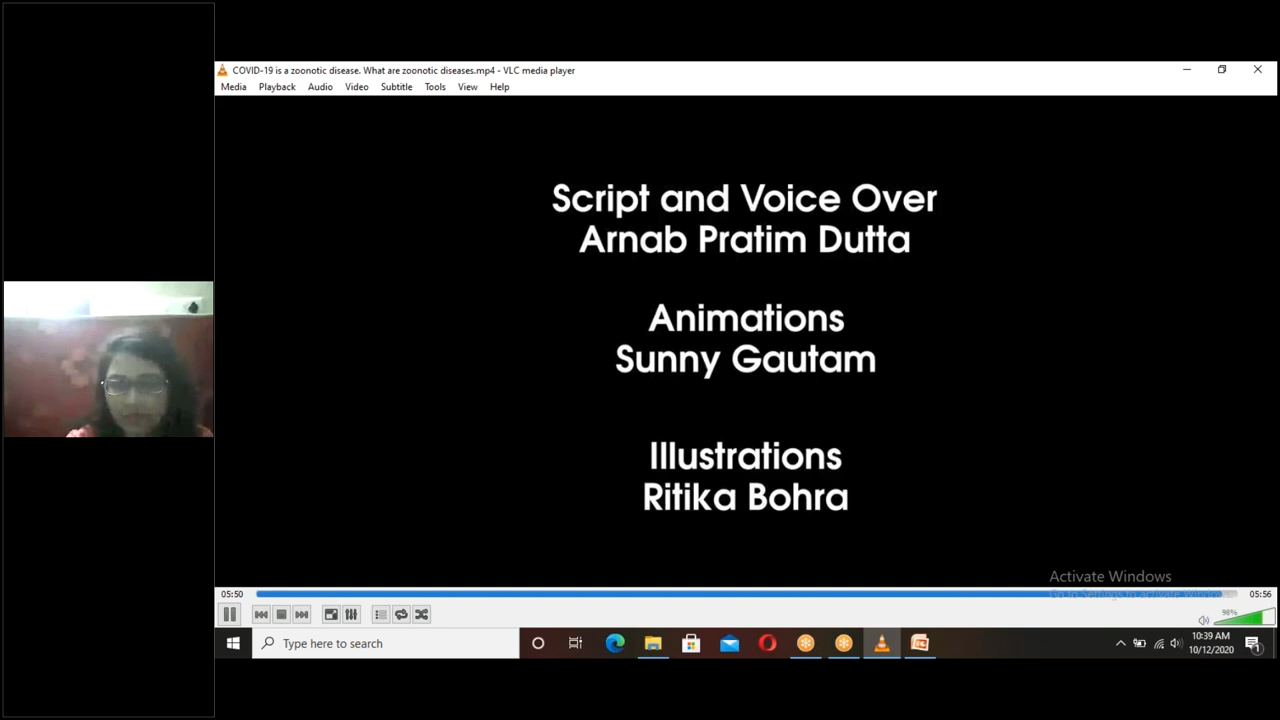 COVID-19 is a zoonotic disease. What are zoonotic diseases.mp4 - VLC media player
Media Playback Audio Video Subtitle Tools View Help
Script and Voice Over
Arnab Pratim Dutta
Animations
Sunny Gautam
Illustrations
Ritika Bohra
Activate Windows
05:50
05:56
98%
Type here to search
10:39 AM
10/12/2020
1